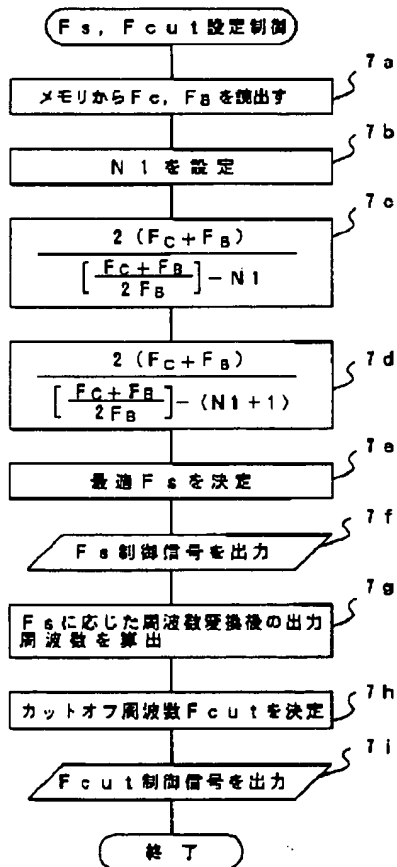 Fs, Fcut設定制御
7a
メモリからFc, FBを読出す
7b
N1を設定
7c
2 (FC+FB)
[FC+FB
2FB] - N1
7d
2 (FC+FB)
[FC+FB
2FB] - (N1+1)
7e
最適Fsを決定
7f
Fs制御信号を出力
7g
Fsに応じた周波数変換後の出力
周波数を算出
7h
カットオフ周波数Fcutを決定
7i
Fcut制御信号を出力
終了